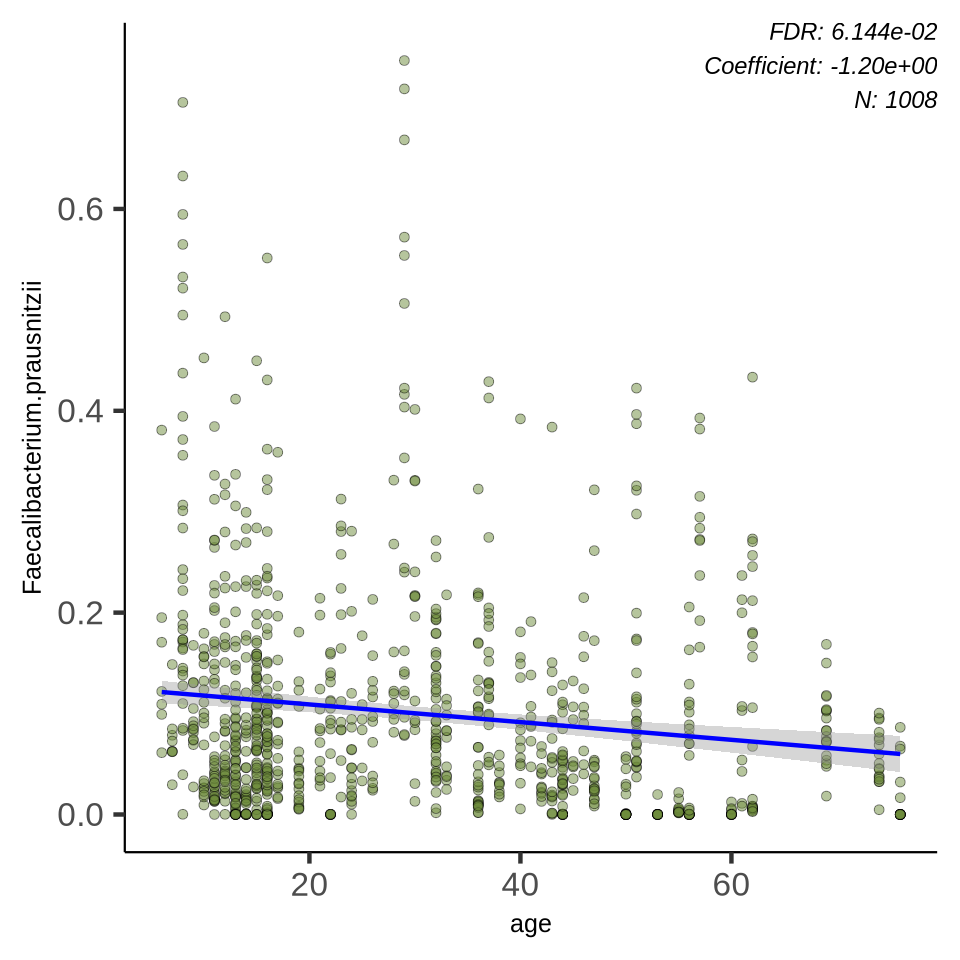 FDR: 6.144e-02
Coefficient: -1.20e+00
N: 1008
Faecalibacterium.prausnitzii
0.6
0.4
0.2
0.0
20 40 60
age